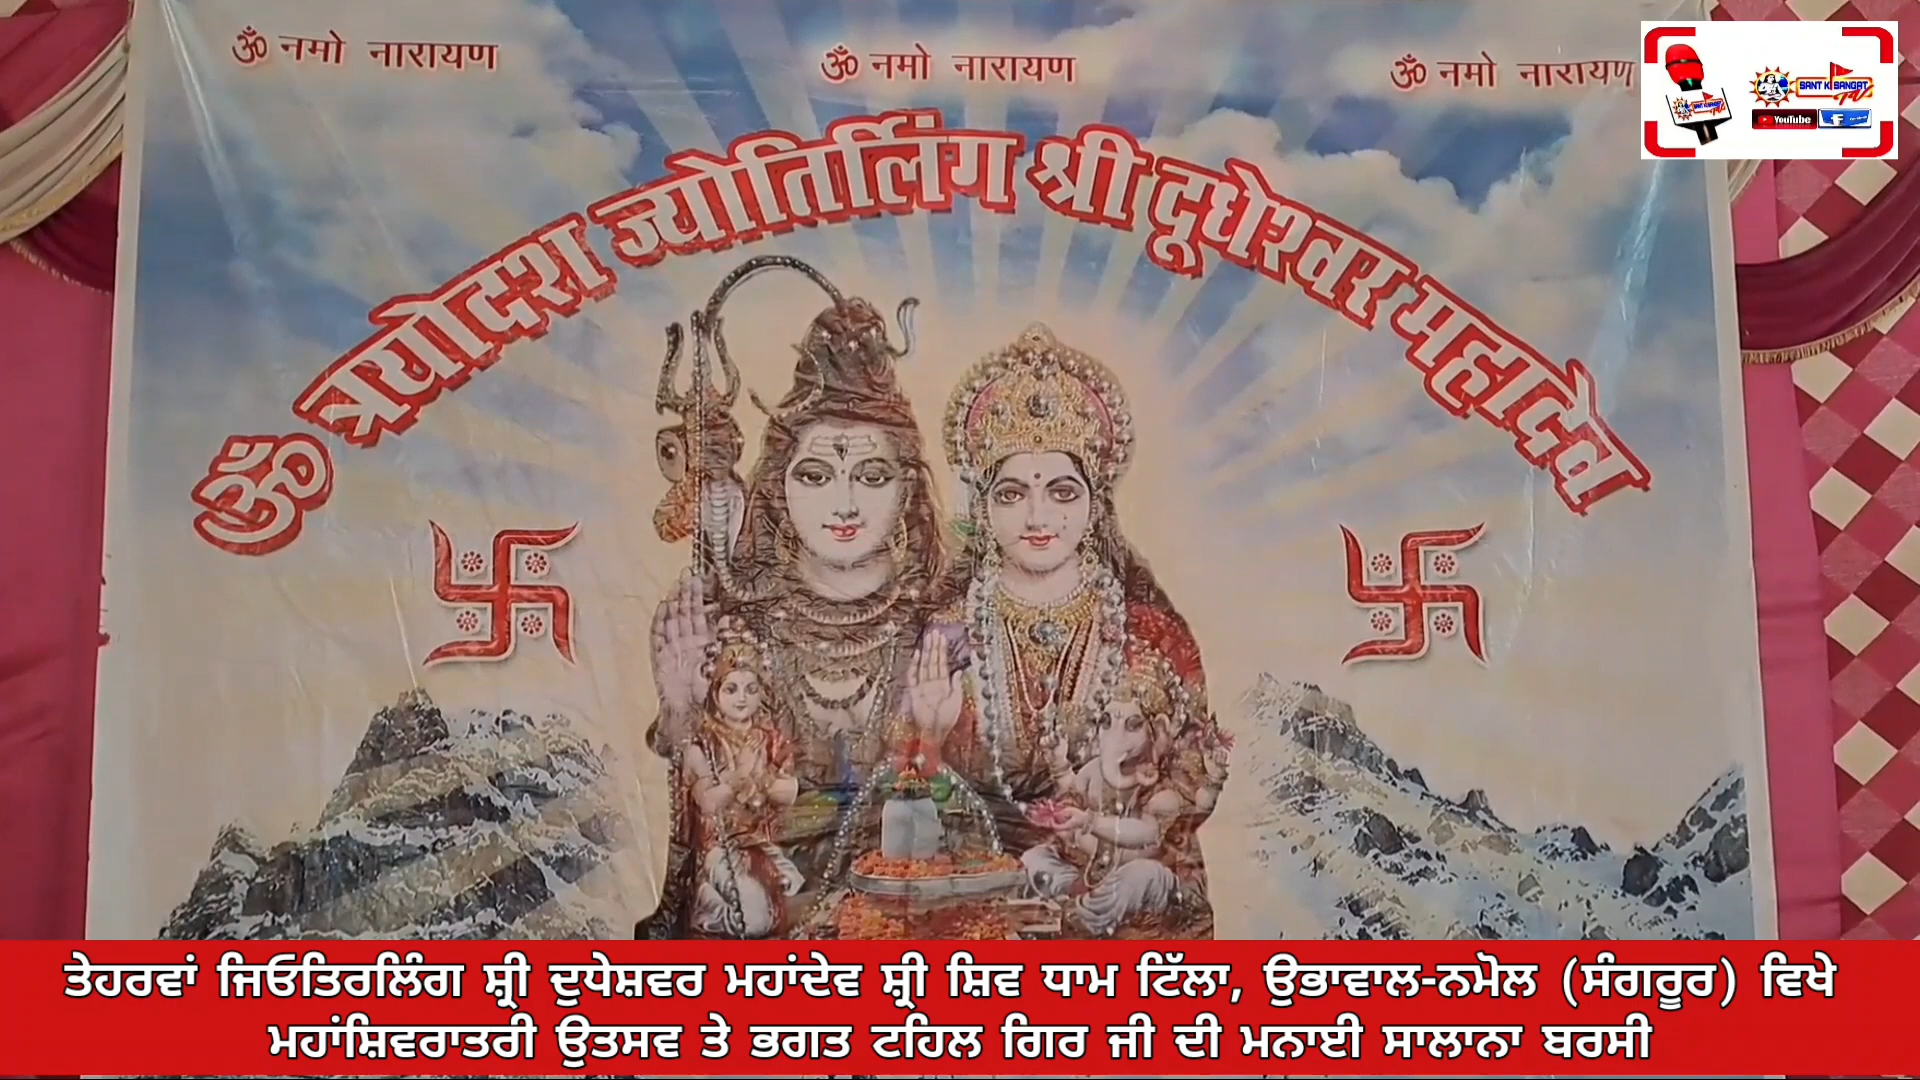 ॐ नमो नारायण ॐ नमो नारायण ॐ नमो नारायण
SANT KI SANGAT TV
YouTube
ॐ त्रयोदश ज्योतिर्लिंग श्री दूधेश्वर महादेव
ਤੇਹਰਵਾਂ ਜਿਓਤਿਰਲਿੰਗ ਸ਼੍ਰੀ ਦੁਧੇਸ਼ਵਰ ਮਹਾਂਦੇਵ ਸ਼੍ਰੀ ਸ਼ਿਵ ਧਾਮ ਟਿੱਲਾ, ਉਭਾਵਾਲ-ਨਮੋਲ (ਸੰਗਰੂਰ) ਵਿਖੇ
ਮਹਾਂਸ਼ਿਵਰਾਤਰੀ ਉਤਸਵ ਤੇ ਭਗਤ ਟਹਿਲ ਗਿਰ ਜੀ ਦੀ ਮਨਾਈ ਸਾਲਾਨਾ ਬਰਸੀ